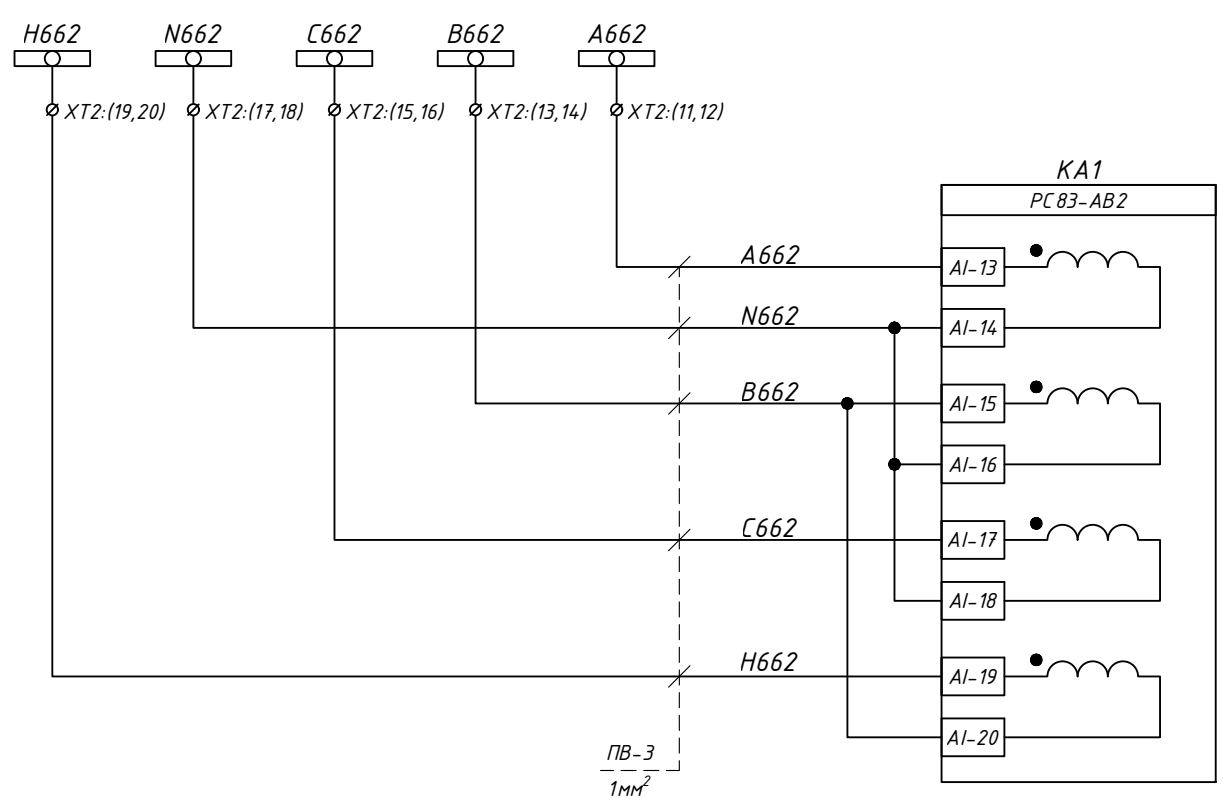 H662 N662 C662 B662 A662
XT2:(19,20) XT2:(17,18) XT2:(15,16) XT2:(13,14) XT2:(11,12)
KA1
РС83-АВ2
A662
AI-13
N662
AI-14
B662
AI-15
AI-16
C662
AI-17
AI-18
H662
AI-19
AI-20
ПВ-3
1мм²